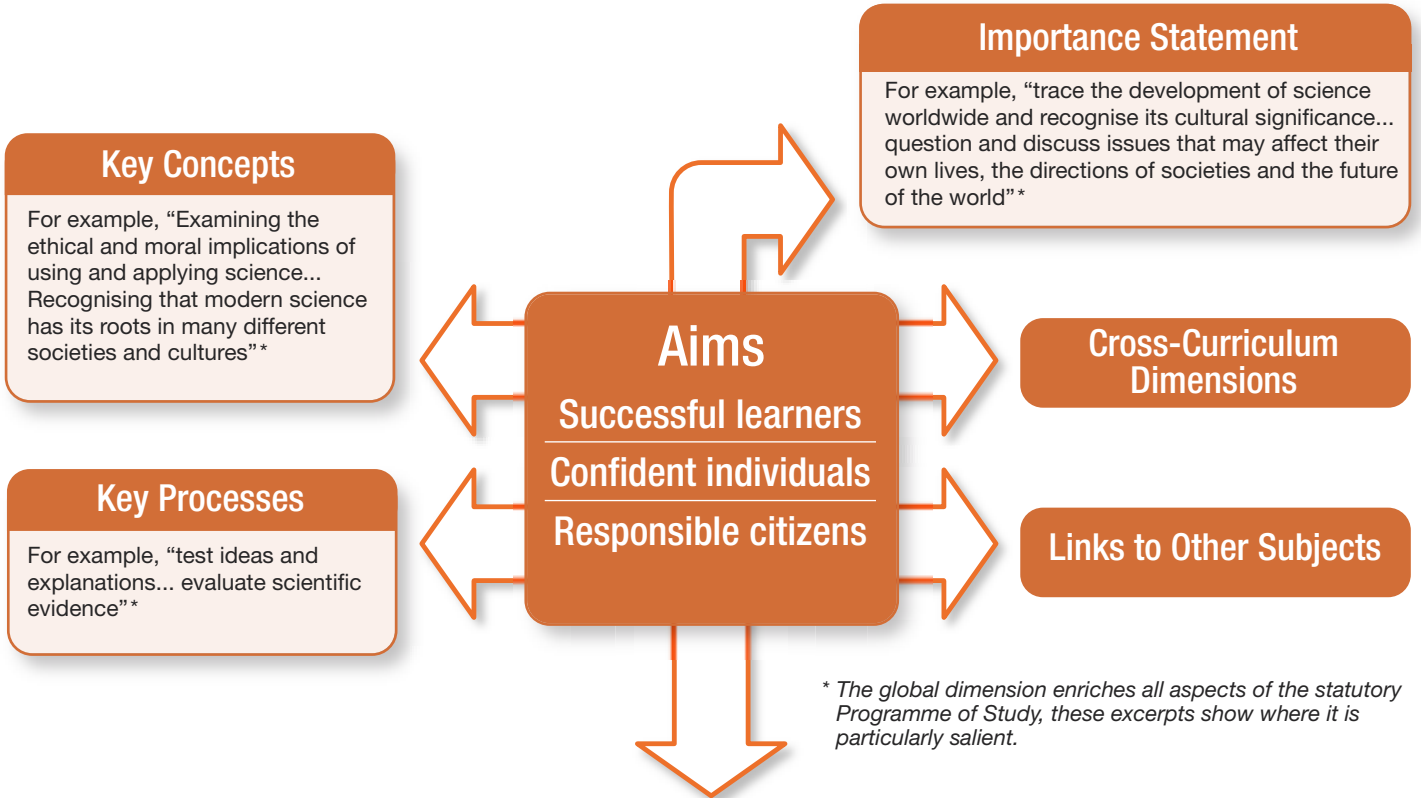 Importance Statement
For example, “trace the development of science
worldwide and recognise its cultural significance...
question and discuss issues that may affect their
own lives, the directions of societies and the future
of the world”*
Key Concepts
For example, “Examining the
ethical and moral implications of
using and applying science...
Recognising that modern science
has its roots in many different
societies and cultures”*
Key Processes
For example, “test ideas and
explanations... evaluate scientific
evidence”*
Aims
Successful learners
Confident individuals
Responsible citizens
Cross-Curriculum
Dimensions
Links to Other Subjects
* The global dimension enriches all aspects of the statutory
Programme of Study, these excerpts show where it is
particularly salient.